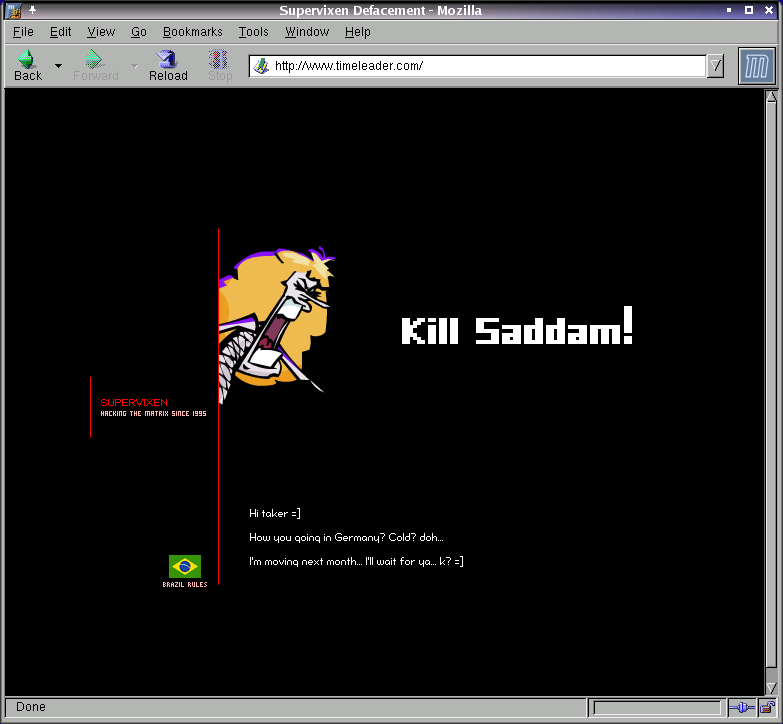 Supervixen Defacement - Mozilla
File Edit View Go Bookmarks Tools Window Help
Back Forward Reload Stop http://www.timeleader.com/
Kill Saddam!
SUPERVIXEN
HACKING THE MATRIX SINCE 1995
Hi taker =]
How you going in Germany? Cold? doh...
I'm moving next month... I'll wait for ya... k? =]
BRAZIL RULES
Done